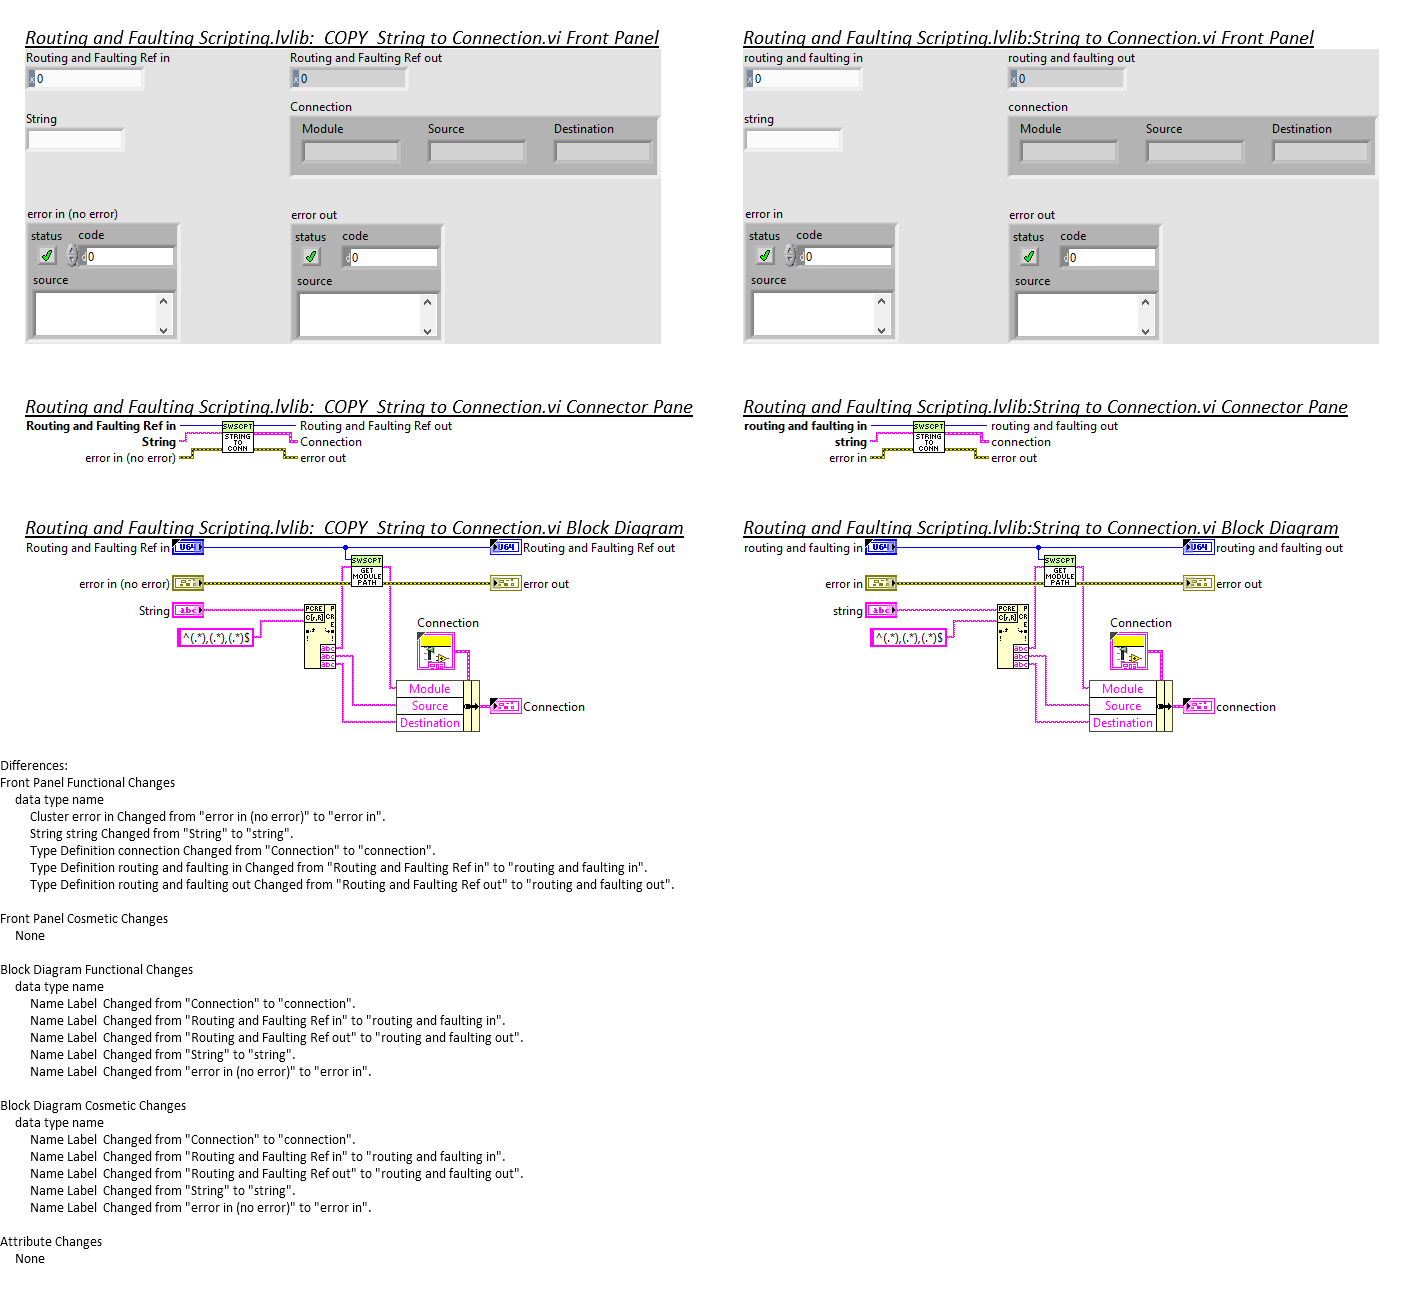 Routing and Faulting Scripting.lvlib:  COPY  String to Connection.vi Front Panel
Routing and Faulting Ref in
Routing and Faulting Ref out
x 0
x 0
String
Connection
Module
Source
Destination
error in (no error)
error out
status
code
status
code
d 0
d 0
source
source
Routing and Faulting Scripting.lvlib:String to Connection.vi Front Panel
routing and faulting in
routing and faulting out
x 0
x 0
string
connection
Module
Source
Destination
error in
error out
status
code
status
code
d 0
d 0
source
source
Routing and Faulting Scripting.lvlib:  COPY  String to Connection.vi Connector Pane
Routing and Faulting Ref in
SWSCPT
Routing and Faulting Ref out
String
STRING
TO
CONN
Connection
error in (no error)
error out
Routing and Faulting Scripting.lvlib:String to Connection.vi Connector Pane
routing and faulting in
SWSCPT
routing and faulting out
string
STRING
TO
CONN
connection
error in
error out
Routing and Faulting Scripting.lvlib:  COPY  String to Connection.vi Block Diagram
Routing and Faulting Ref in
U64
U64
Routing and Faulting Ref out
SWSCPT
GET
MODULE
PATH
error in (no error)
error out
String
abc
PCRE
C[r,R]
P
CR
E
^(.*),(.*),(.*)$
abc
abc
abc
Connection
Module
Source
Destination
Connection
Routing and Faulting Scripting.lvlib:String to Connection.vi Block Diagram
routing and faulting in
U64
U64
routing and faulting out
SWSCPT
GET
MODULE
PATH
error in
error out
string
abc
PCRE
C[r,R]
P
CR
E
^(.*),(.*),(.*)$
abc
abc
abc
Connection
Module
Source
Destination
connection
Differences:
Front Panel Functional Changes
data type name
Cluster error in Changed from "error in (no error)" to "error in".
String string Changed from "String" to "string".
Type Definition connection Changed from "Connection" to "connection".
Type Definition routing and faulting in Changed from "Routing and Faulting Ref in" to "routing and faulting in".
Type Definition routing and faulting out Changed from "Routing and Faulting Ref out" to "routing and faulting out".
Front Panel Cosmetic Changes
None
Block Diagram Functional Changes
data type name
Name Label  Changed from "Connection" to "connection".
Name Label  Changed from "Routing and Faulting Ref in" to "routing and faulting in".
Name Label  Changed from "Routing and Faulting Ref out" to "routing and faulting out".
Name Label  Changed from "String" to "string".
Name Label  Changed from "error in (no error)" to "error in".
Block Diagram Cosmetic Changes
data type name
Name Label  Changed from "Connection" to "connection".
Name Label  Changed from "Routing and Faulting Ref in" to "routing and faulting in".
Name Label  Changed from "Routing and Faulting Ref out" to "routing and faulting out".
Name Label  Changed from "String" to "string".
Name Label  Changed from "error in (no error)" to "error in".
Attribute Changes
None